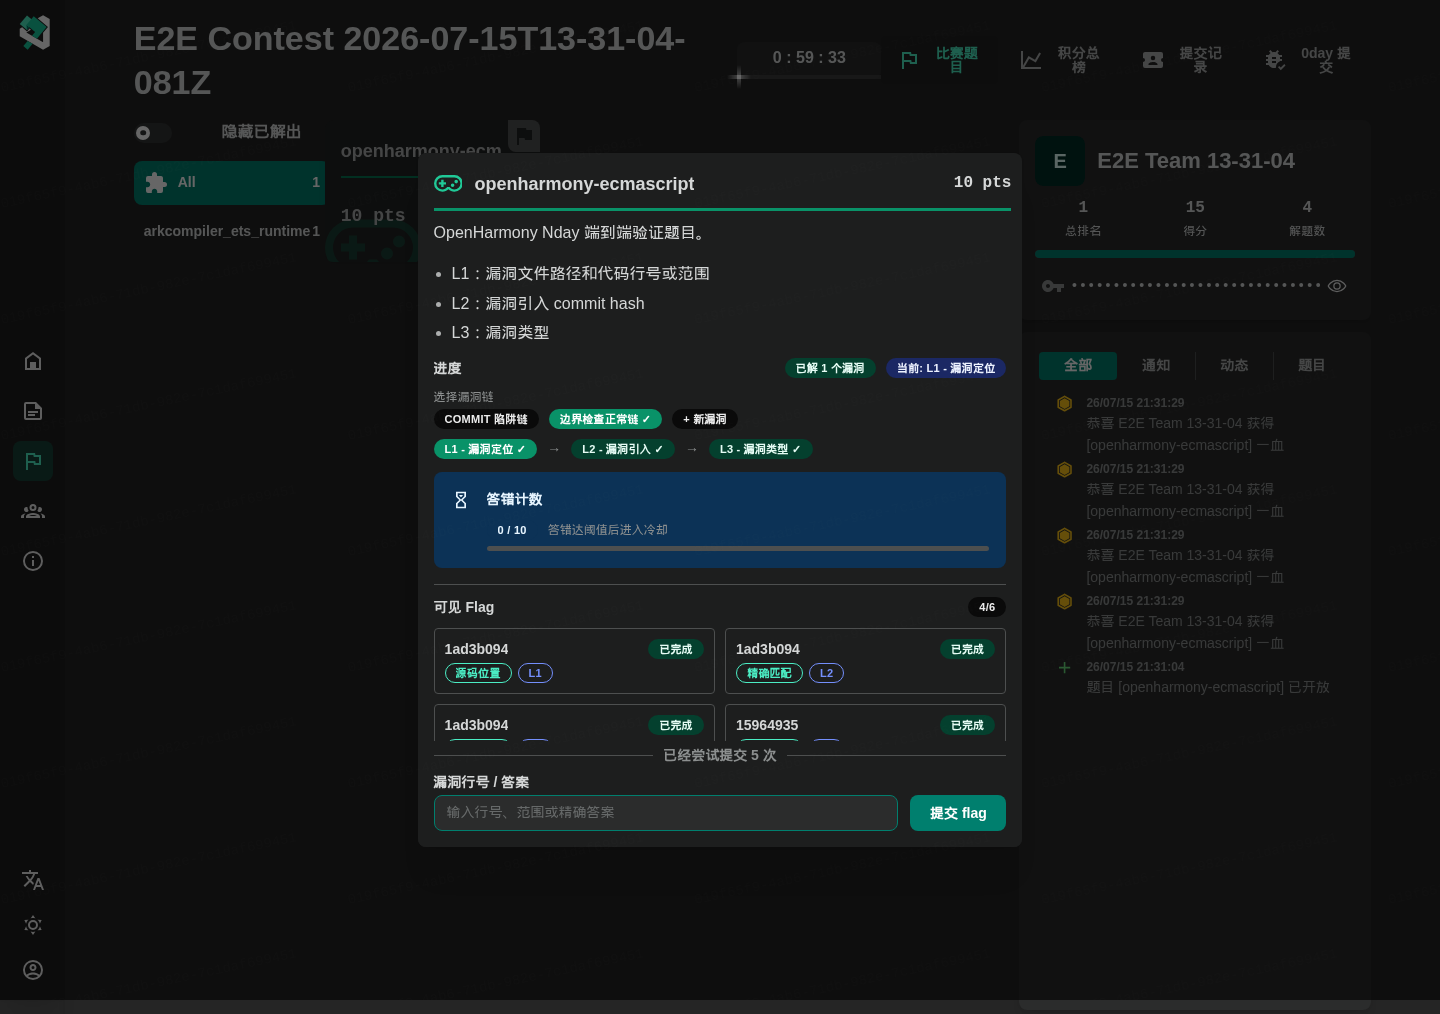 E2E Contest 2026-07-15T13-31-04-
081Z
0 : 59 : 33
比赛题
目
积分总
榜
提交记
录
0day 提
交
隐藏已解出
All
1
arkcompiler_ets_runtime 1
openharmony-ecm
10 pts
openharmony-ecmascript
10 pts
OpenHarmony Nday 端到端验证题目。
L1：漏洞文件路径和代码行号或范围
L2：漏洞引入 commit hash
L3：漏洞类型
进度
已解 1 个漏洞
当前: L1 - 漏洞定位
选择漏洞链
COMMIT 陷阱链
边界检查正常链 ✓
+ 新漏洞
L1 - 漏洞定位 ✓ → L2 - 漏洞引入 ✓ → L3 - 漏洞类型 ✓
答错计数
0 / 10
答错达阈值后进入冷却
可见 Flag
4/6
1ad3b094
已完成
源码位置
L1
1ad3b094
已完成
精确匹配
L2
1ad3b094
已完成
15964935
已完成
已经尝试提交 5 次
漏洞行号 / 答案
输入行号、范围或精确答案
提交 flag
E
E2E Team 13-31-04
1
总排名
15
得分
4
解题数
全部
通知
动态
题目
26/07/15 21:31:29
恭喜 E2E Team 13-31-04 获得
[openharmony-ecmascript] 一血
26/07/15 21:31:29
恭喜 E2E Team 13-31-04 获得
[openharmony-ecmascript] 一血
26/07/15 21:31:29
恭喜 E2E Team 13-31-04 获得
[openharmony-ecmascript] 一血
26/07/15 21:31:29
恭喜 E2E Team 13-31-04 获得
[openharmony-ecmascript] 一血
26/07/15 21:31:04
题目 [openharmony-ecmascript] 已开放